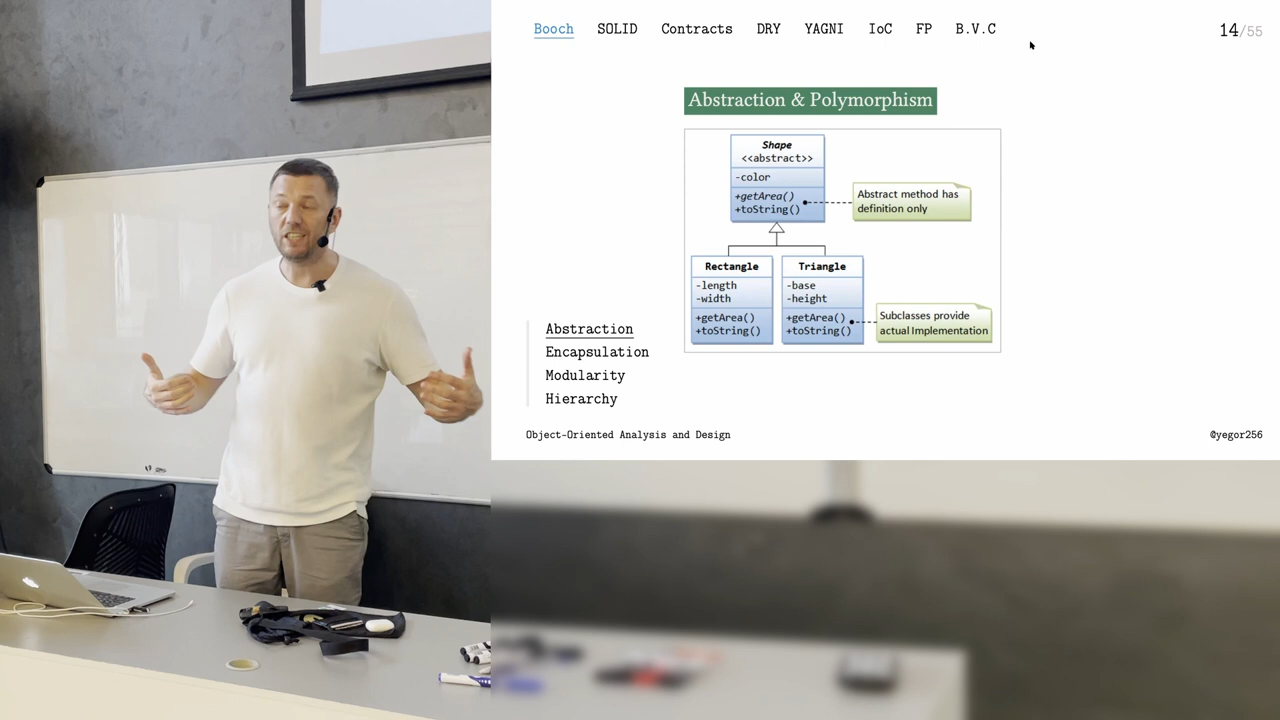 Booch SOLID Contracts DRY YAGNI IoC FP B.V.C
14/55
Abstraction & Polymorphism
Shape
<<abstract>>
-color
+getArea()
+toString()
Abstract method has
definition only
Rectangle
-length
-width
+getArea()
+toString()
Triangle
-base
-height
+getArea()
+toString()
Subclasses provide
actual Implementation
Abstraction
Encapsulation
Modularity
Hierarchy
Object-Oriented Analysis and Design
@yegor256